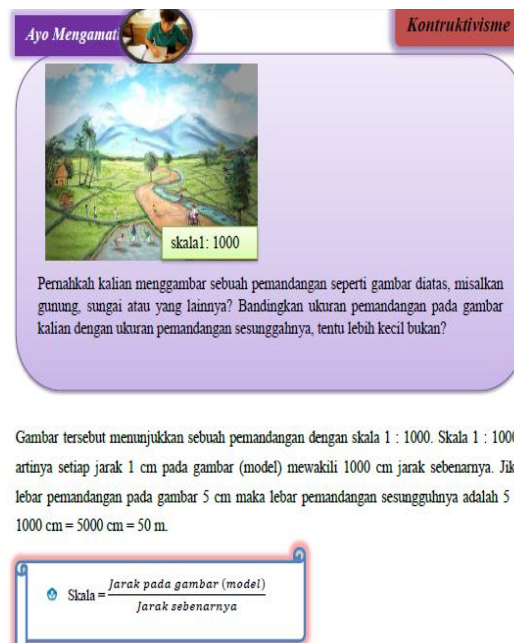 Ayo Mengamati
Kontruktivisme
skala1: 1000
Pernahkah kalian menggambar sebuah pemandangan seperti gambar diatas, misalkan
gunung, sungai atau yang lainnya? Bandingkan ukuran pemandangan pada gambar
kalian dengan ukuran pemandangan sesunggahnya, tentu lebih kecil bukan?
Gambar tersebut menunjukkan sebuah pemandangan dengan skala 1 : 1000. Skala 1 : 1000
artinya setiap jarak 1 cm pada gambar (model) mewakili 1000 cm jarak sebenarnya. Jik
lebar pemandangan pada gambar 5 cm maka lebar pemandangan sesungguhnya adalah 5
1000 cm = 5000 cm = 50 m.
Skala = Jarak pada gambar (model)
Jarak sebenarnya